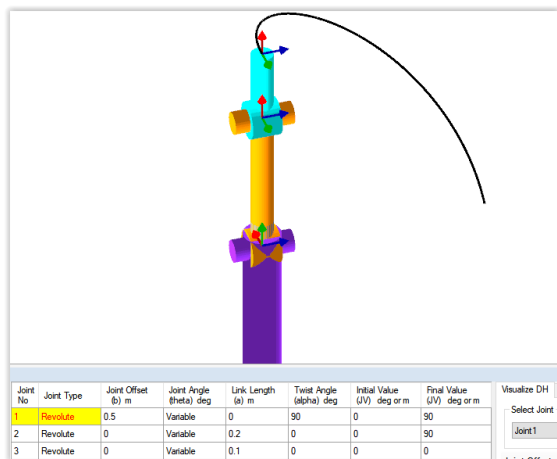 Joint No Joint Type Joint Offset (b) m Joint Angle (theta) deg Link Length (a) m Twist Angle (alpha) deg Initial Value (JV) deg or m Final Value (JV) deg or m
1 Revolute 0.5 Variable 0 90 0 90
2 Revolute 0 Variable 0.2 0 0 90
3 Revolute 0 Variable 0.1 0 0 0
Visualize DH
Select Joint
Joint1